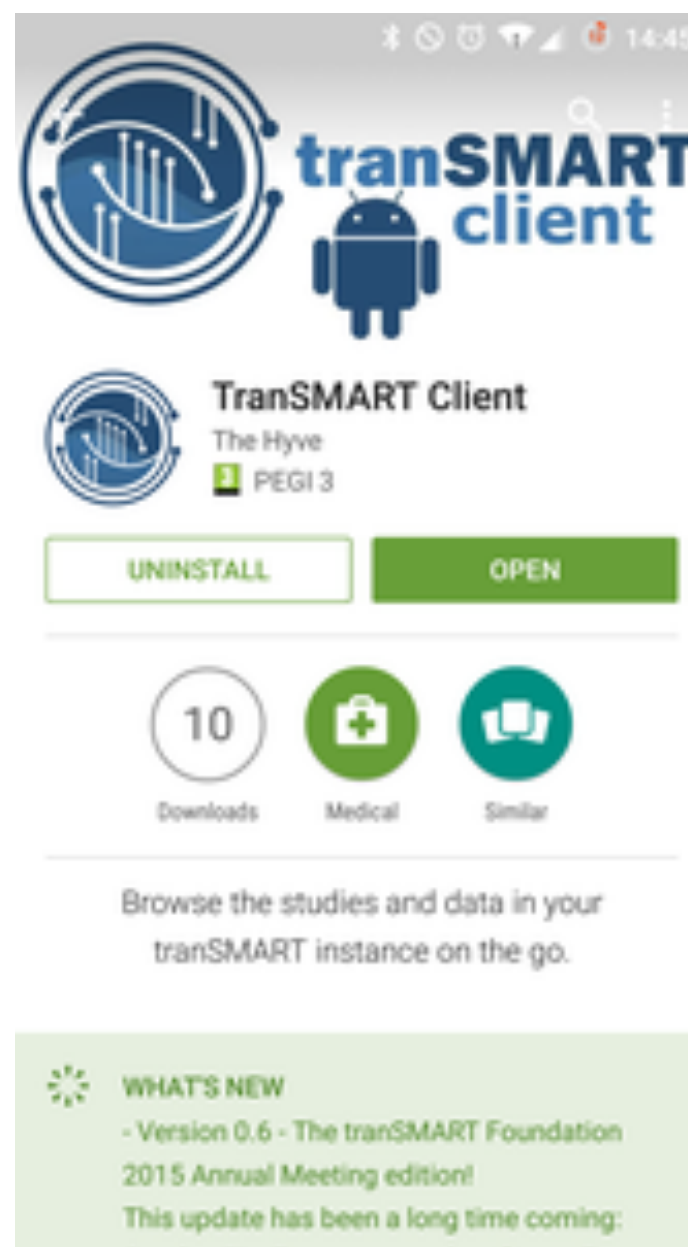 14:45
tranSMART
client
TranSMART Client
The Hyve
3 PEGI 3
UNINSTALL
OPEN
10
Downloads
Medical
Similar
Browse the studies and data in your
tranSMART instance on the go.
WHAT'S NEW
- Version 0.6 - The tranSMART Foundation
2015 Annual Meeting edition!
This update has been a long time coming: